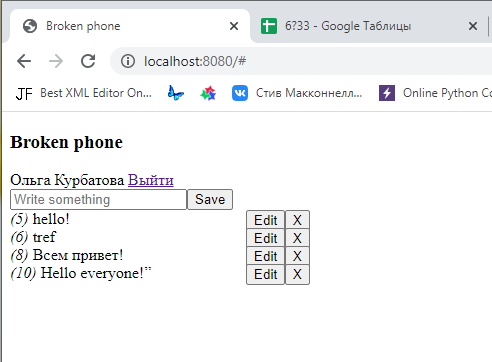 Broken phone
6?33 - Google Таблицы
localhost:8080/#
JF Best XML Editor On... Стив Макконнелл... Online Python Co
Broken phone
Ольга Курбатова Выйти
Write something Save
(5) hello! Edit X
(6) tref Edit X
(8) Всем привет! Edit X
(10) Hello everyone!” Edit X